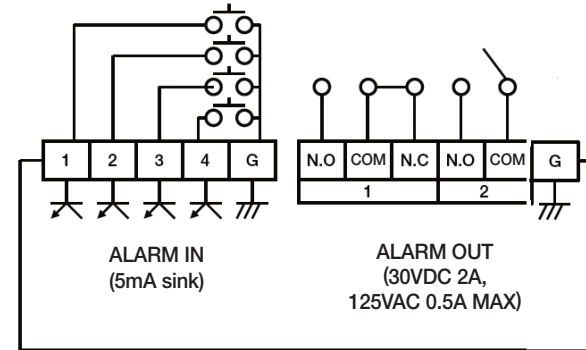 1 2 3 4 G
N.O COM N.C N.O COM G
1 2
ALARM IN
(5mA sink)
ALARM OUT
(30VDC 2A,
125VAC 0.5A MAX)